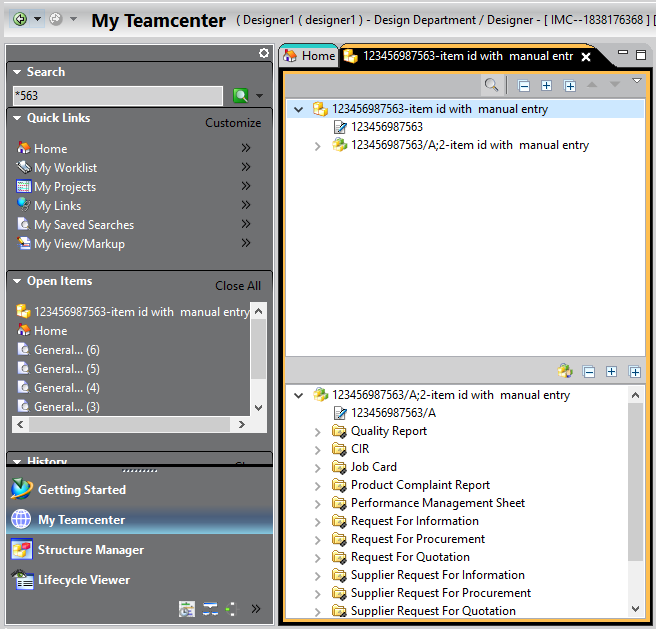 My Teamcenter ( Designer1 ( designer1 ) - Design Department / Designer - [ IMC--1838176368 ] [
Search
*563
Quick Links
Customize
Home
My Worklist
My Projects
My Links
My Saved Searches
My View/Markup
Open Items
Close All
123456987563-item id with manual entry
Home
General... (6)
General... (5)
General... (4)
General... (3)
History
Getting Started
My Teamcenter
Structure Manager
Lifecycle Viewer
Home
123456987563-item id with manual entr
123456987563-item id with manual entry
123456987563
123456987563/A;2-item id with manual entry
123456987563/A;2-item id with manual entry
123456987563/A
Quality Report
CIR
Job Card
Product Complaint Report
Performance Management Sheet
Request For Information
Request For Procurement
Request For Quotation
Supplier Request For Information
Supplier Request For Procurement
Supplier Request For Quotation